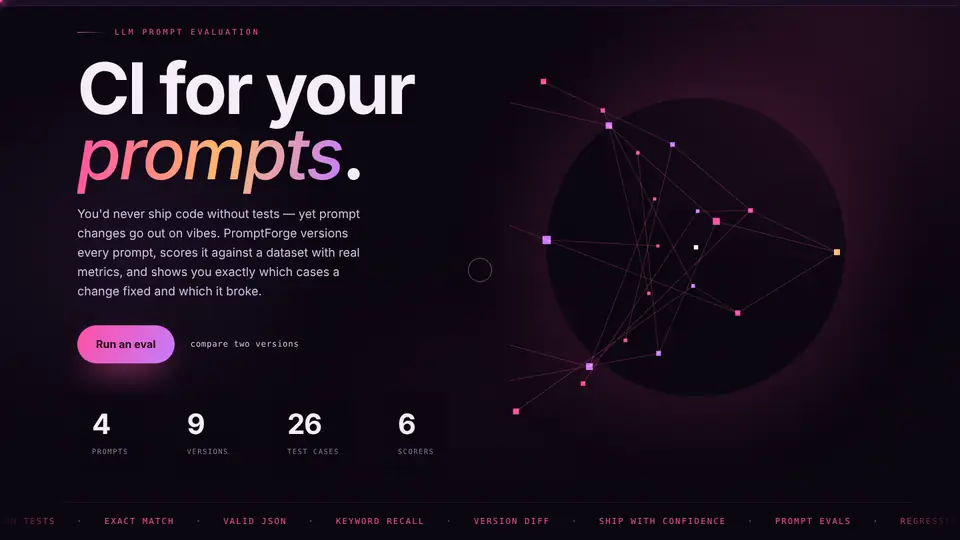 LLM PROMPT EVALUATION
CI for your
prompts.
You'd never ship code without tests — yet prompt
changes go out on vibes. PromptForge versions
every prompt, scores it against a dataset with real
metrics, and shows you exactly which cases a
change fixed and which it broke.
Run an eval
compare two versions
4 9 26 6
PROMPTS VERSIONS TEST CASES SCORERS
TESTS · EXACT MATCH · VALID JSON · KEYWORD RECALL · VERSION DIFF · SHIP WITH CONFIDENCE · PROMPT EVALS ·